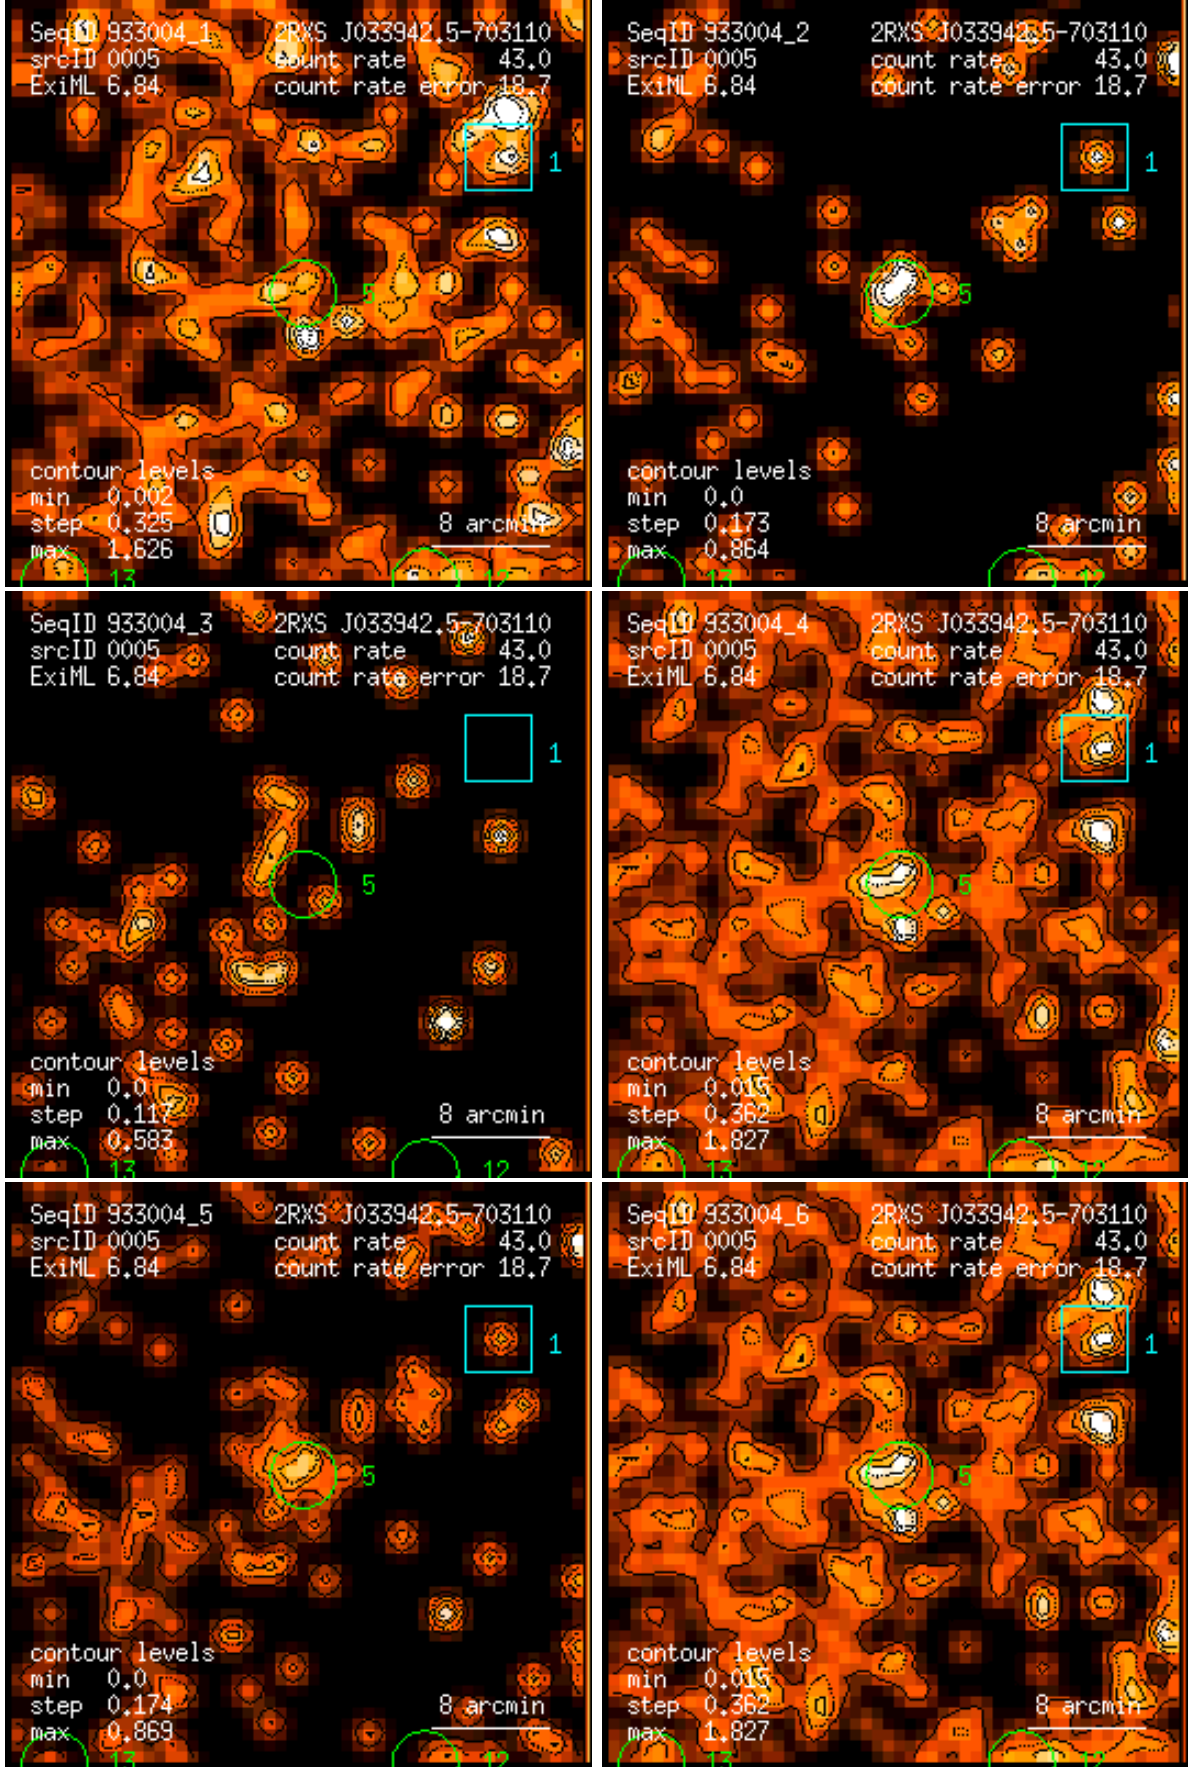 SeqID 933004_1 2RXS J033942.5-703110
srcID 0005 count rate 43.0
ExiML 6.84 count rate error 18.7
1
5
contour levels
min 0.002
step 0.325 8 arcmin
max 1.626
13 12
SeqID 933004_2 2RXS J033942.5-703110
srcID 0005 count rate 43.0
ExiML 6.84 count rate error 18.7
1
5
contour levels
min 0.0
step 0.173 8 arcmin
max 0.864
13 12
SeqID 933004_3 2RXS J033942.5-703110
srcID 0005 count rate 43.0
ExiML 6.84 count rate error 18.7
1
5
contour levels
min 0.0
step 0.117 8 arcmin
max 0.583
13 12
SeqID 933004_4 2RXS J033942.5-703110
srcID 0005 count rate 43.0
ExiML 6.84 count rate error 18.7
1
5
contour levels
min 0.015
step 0.362 8 arcmin
max 1.827
13 12
SeqID 933004_5 2RXS J033942.5-703110
srcID 0005 count rate 43.0
ExiML 6.84 count rate error 18.7
1
5
contour levels
min 0.0
step 0.174 8 arcmin
max 0.869
13 12
SeqID 933004_6 2RXS J033942.5-703110
srcID 0005 count rate 43.0
ExiML 6.84 count rate error 18.7
1
5
contour levels
min 0.015
step 0.362 8 arcmin
max 1.827
13 12